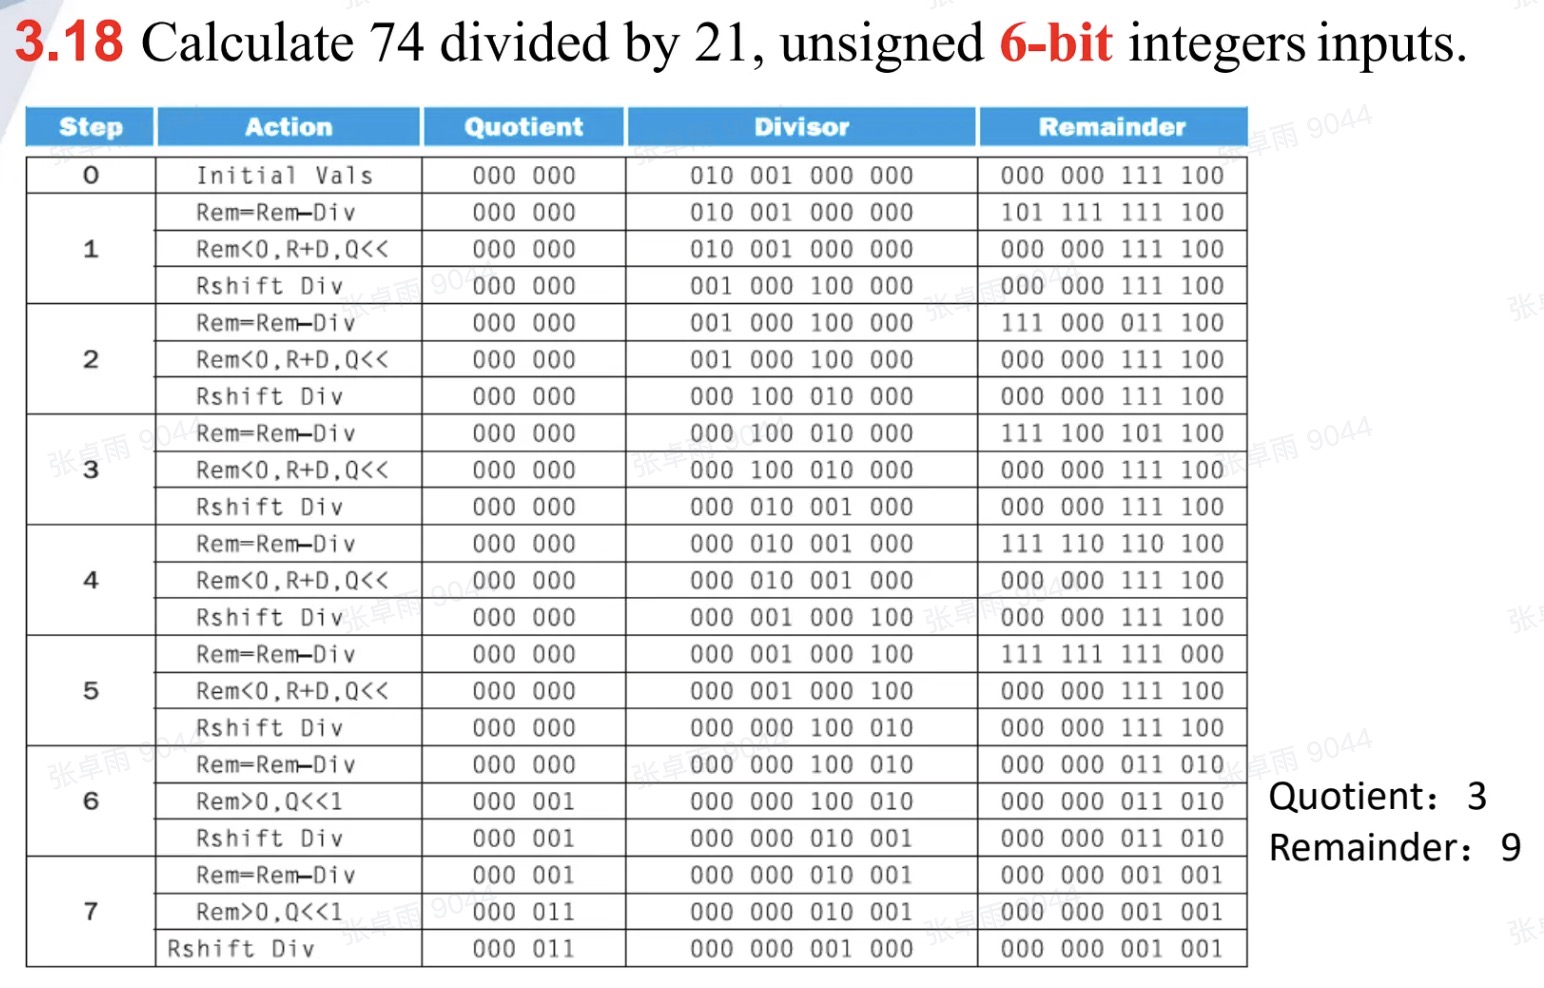 3.18 Calculate 74 divided by 21, unsigned 6-bit integers inputs.
Step Action Quotient Divisor Remainder
0 Initial Vals 000 000 010 001 000 000 000 000 111 100
Rem=Rem–Div 000 000 010 001 000 000 101 111 111 100
1 Rem<0,R+D,Q<< 000 000 010 001 000 000 000 000 111 100
Rshift Div 000 000 001 000 100 000 000 000 111 100
Rem=Rem–Div 000 000 001 000 100 000 111 000 011 100
2 Rem<0,R+D,Q<< 000 000 001 000 100 000 000 000 111 100
Rshift Div 000 000 000 100 010 000 000 000 111 100
Rem=Rem–Div 000 000 000 100 010 000 111 100 101 100
3 Rem<0,R+D,Q<< 000 000 000 100 010 000 000 000 111 100
Rshift Div 000 000 000 010 001 000 000 000 111 100
Rem=Rem–Div 000 000 000 010 001 000 111 110 110 100
4 Rem<0,R+D,Q<< 000 000 000 010 001 000 000 000 111 100
Rshift Div 000 000 000 001 000 100 000 000 111 100
Rem=Rem–Div 000 000 000 001 000 100 111 111 111 000
5 Rem<0,R+D,Q<< 000 000 000 001 000 100 000 000 111 100
Rshift Div 000 000 000 000 100 010 000 000 111 100
Rem=Rem–Div 000 000 000 000 100 010 000 000 011 010
6 Rem>0,Q<<1 000 001 000 000 100 010 000 000 011 010
Rshift Div 000 001 000 000 010 001 000 000 011 010
Rem=Rem–Div 000 001 000 000 010 001 000 000 001 001
7 Rem>0,Q<<1 000 011 000 000 010 001 000 000 001 001
Rshift Div 000 011 000 000 001 000 000 000 001 001
Quotient： 3
Remainder： 9
张卓雨 9044